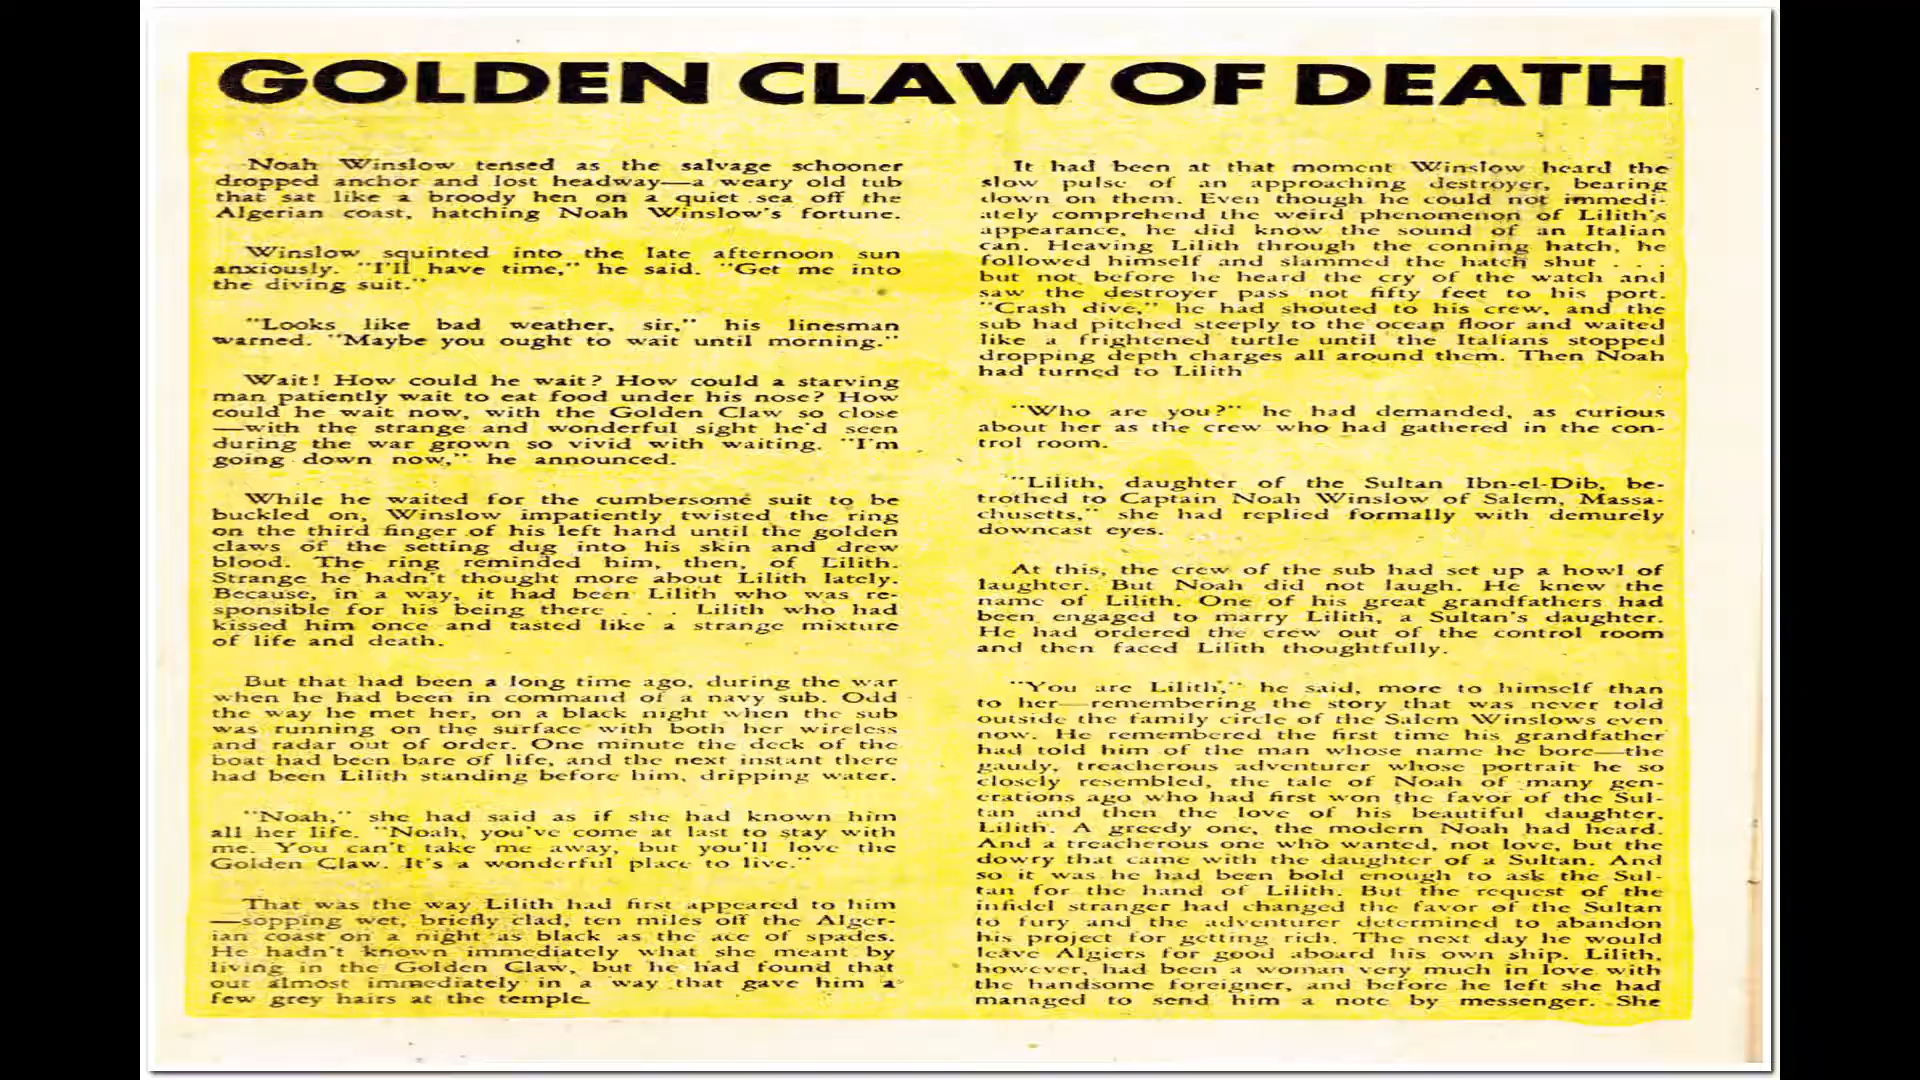 GOLDEN CLAW OF DEATH
Noah Winslow tensed as the salvage schooner
dropped anchor and lost headway—a weary old tub
that sat like a broody hen on a quiet sea off the
Algerian coast, hatching Noah Winslow's fortune.
Winslow squinted into the late afternoon sun
anxiously. "I'll have time," he said. "Get me into
the diving suit."
"Looks like bad weather, sir," his linesman
warned. "Maybe you ought to wait until morning."
Wait! How could he wait? How could a starving
man patiently wait to eat food under his nose? How
could he wait now, with the Golden Claw so close
—with the strange and wonderful sight he'd seen
during the war grown so vivid with waiting. "I'm
going down now," he announced.
While he waited for the cumbersome suit to be
buckled on, Winslow impatiently twisted the ring
on the third finger of his left hand until the golden
claws of the setting dug into his skin and drew
blood. The ring reminded him, then, of Lilith.
Strange he hadn't thought more about Lilith lately.
Because, in a way, it had been Lilith who was re-
sponsible for his being there . . . Lilith who had
kissed him once and tasted like a strange mixture
of life and death.
But that had been a long time ago, during the war
when he had been in command of a navy sub. Odd
the way he met her, on a black night when the sub
was running on the surface with both her wireless
and radar out of order. One minute the deck of the
boat had been bare of life, and the next instant there
had been Lilith standing before him, dripping water.
"Noah," she had said as if she had known him
all her life. "Noah, you've come at last to stay with
me. You can't take me away, but you'll love the
Golden Claw. It's a wonderful place to live."
That was the way Lilith had first appeared to him
—sopping wet, briefly clad, ten miles off the Alger-
ian coast on a night as black as the ace of spades.
He hadn't known immediately what she meant by
living in the Golden Claw, but he had found that
out almost immediately in a way that gave him a
few grey hairs at the temple.
It had been at that moment Winslow heard the
slow pulse of an approaching destroyer, bearing
down on them. Even though he could not immedi-
ately comprehend the weird phenomenon of Lilith's
appearance, he did know the sound of an Italian
can. Heaving Lilith through the conning hatch, he
followed himself and slammed the hatch shut . . .
but not before he heard the cry of the watch and
saw the destroyer pass not fifty feet to his port.
"Crash dive," he had shouted to his crew, and the
sub had pitched steeply to the ocean floor and waited
like a frightened turtle until the Italians stopped
dropping depth charges all around them. Then Noah
had turned to Lilith
"Who are you?" he had demanded, as curious
about her as the crew who had gathered in the con-
trol room.
"Lilith, daughter of the Sultan Ibn-el-Dib, be-
trothed to Captain Noah Winslow of Salem, Massa-
chusetts," she had replied formally with demurely
downcast eyes.
At this, the crew of the sub had set up a howl of
laughter. But Noah did not laugh. He knew the
name of Lilith. One of his great grandfathers had
been engaged to marry Lilith, a Sultan's daughter.
He had ordered the crew out of the control room
and then faced Lilith thoughtfully.
"You are Lilith," he said, more to himself than
to her—remembering the story that was never told
outside the family circle of the Salem Winslows even
now. He remembered the first time his grandfather
had told him of the man whose name he bore—the
gaudy, treacherous adventurer whose portrait he so
closely resembled, the tale of Noah of many gen-
erations ago who had first won the favor of the Sul-
tan and then the love of his beautiful daughter,
Lilith. A greedy one, the modern Noah had heard.
And a treacherous one who wanted, not love, but the
dowry that came with the daughter of a Sultan. And
so it was he had been bold enough to ask the Sul-
tan for the hand of Lilith. But the request of the
infidel stranger had changed the favor of the Sultan
to fury and the adventurer determined to abandon
his project for getting rich. The next day he would
leave Algiers for good aboard his own ship. Lilith,
however, had been a woman very much in love with
the handsome foreigner, and before he left she had
managed to send him a note by messenger. She